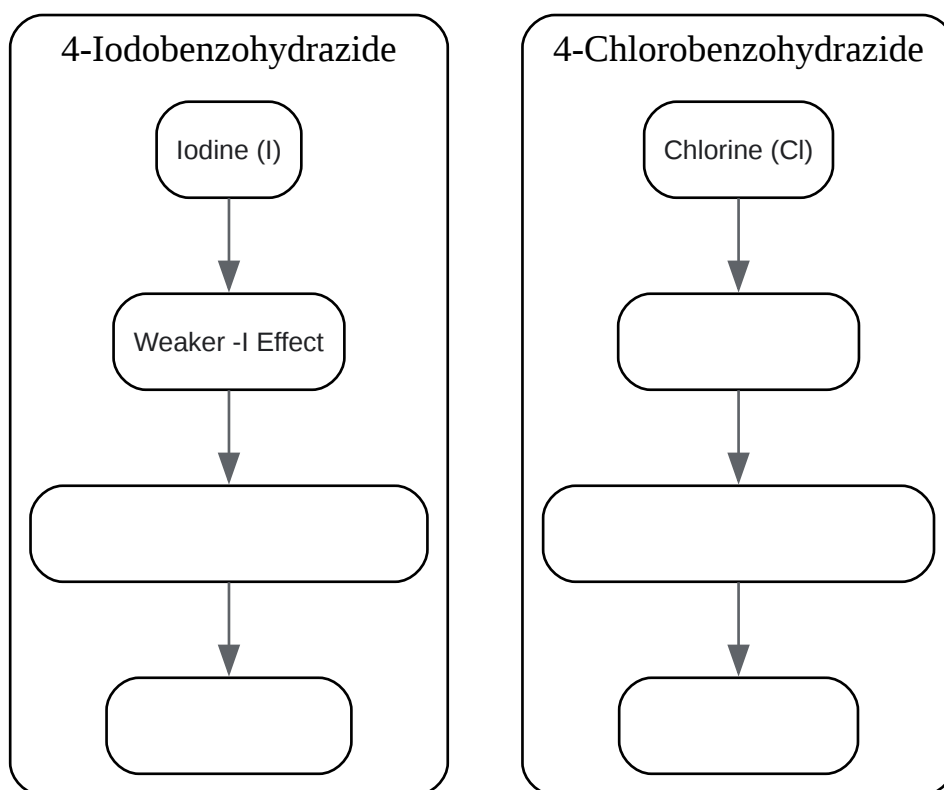 4-Iodobenzohydrazide
Iodine (I)
Weaker -I Effect
4-Chlorobenzohydrazide
Chlorine (Cl)